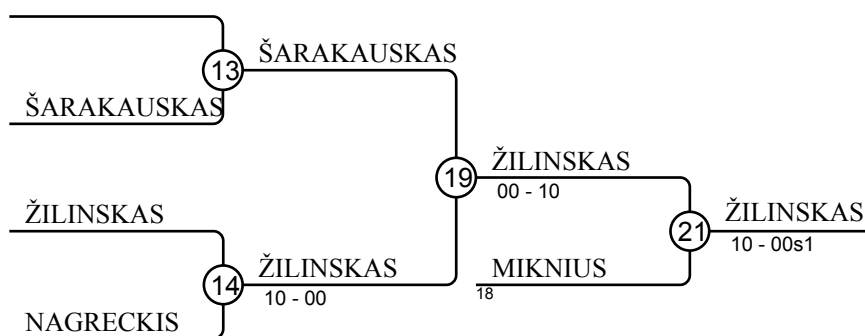 13
ŠARAKAUSKAS
ŠARAKAUSKAS
19
ŽILINSKAS
00 - 10
ŽILINSKAS
21
ŽILINSKAS
10 - 00s1
14
ŽILINSKAS
10 - 00
MIKNIUS
18
NAGRECKIS